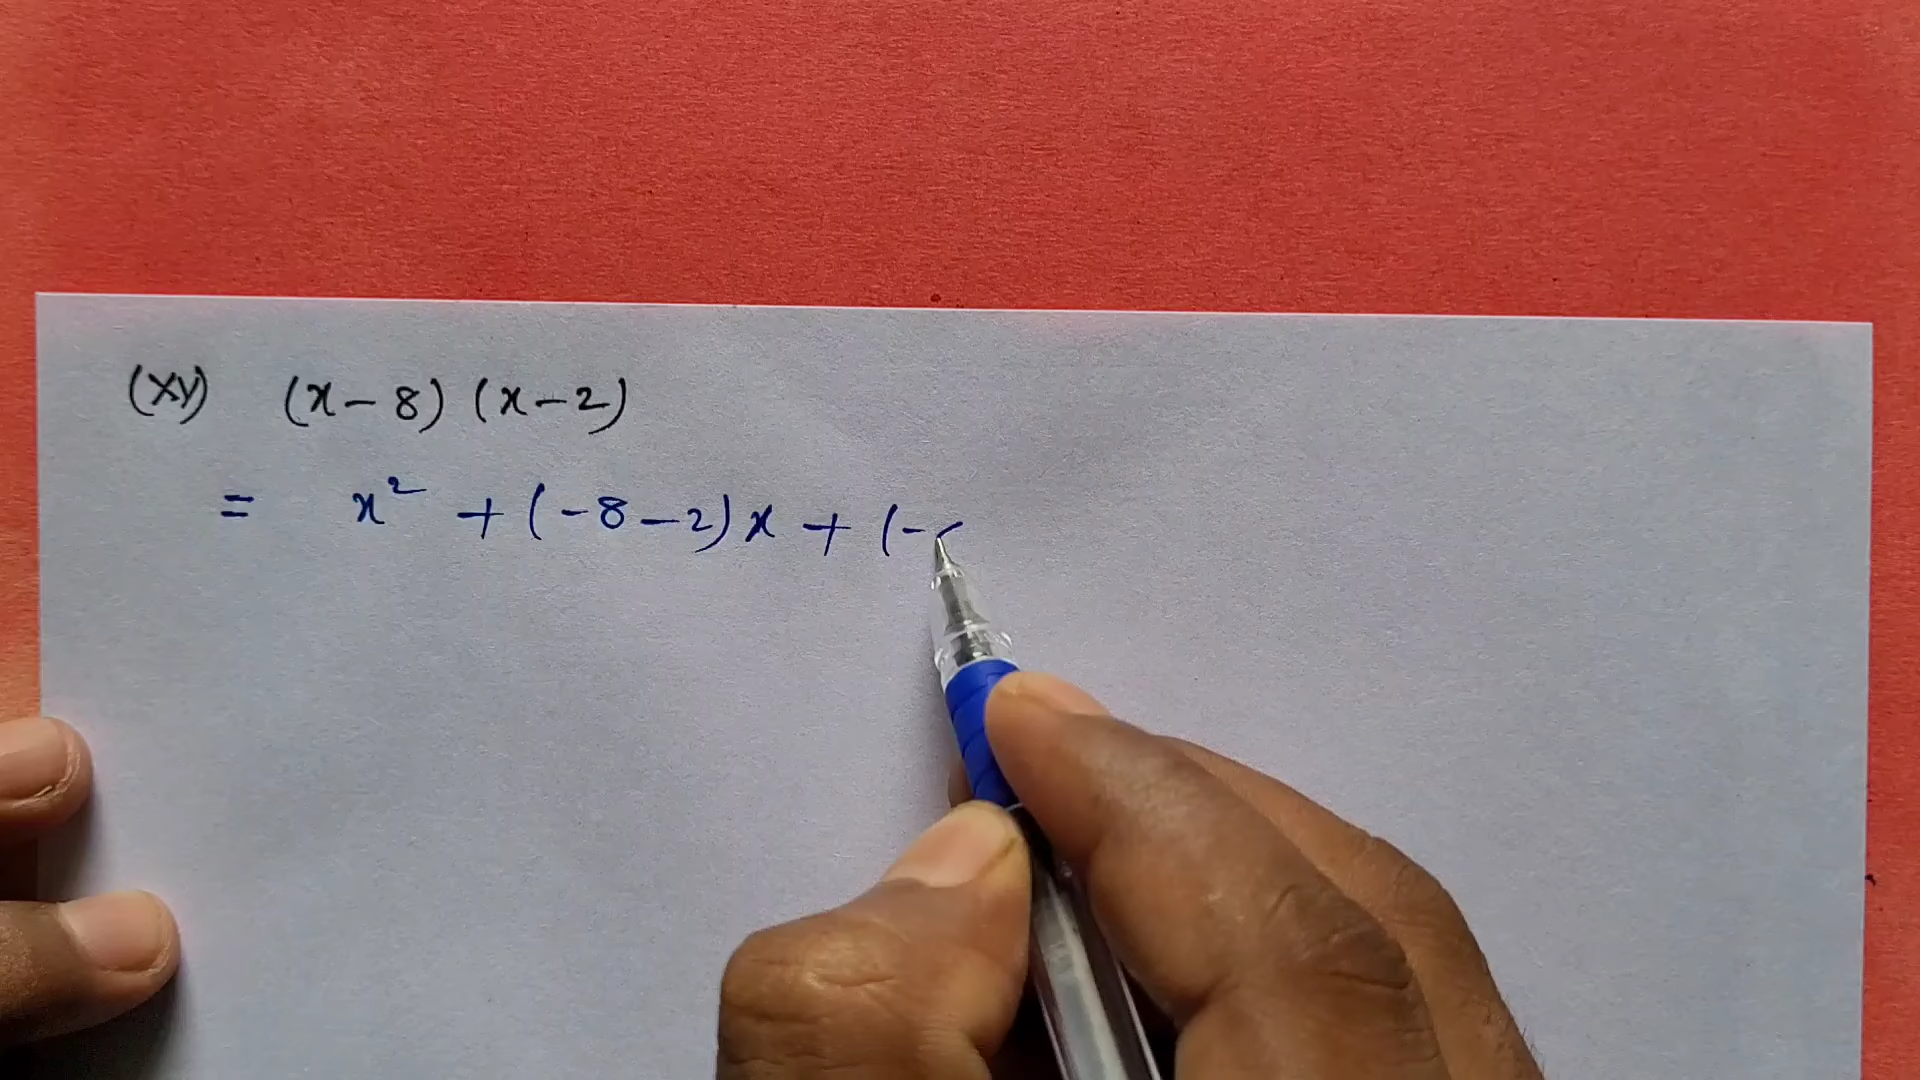 (xv) (x-8) (x-2)
= x² + (-8-2)x + (-